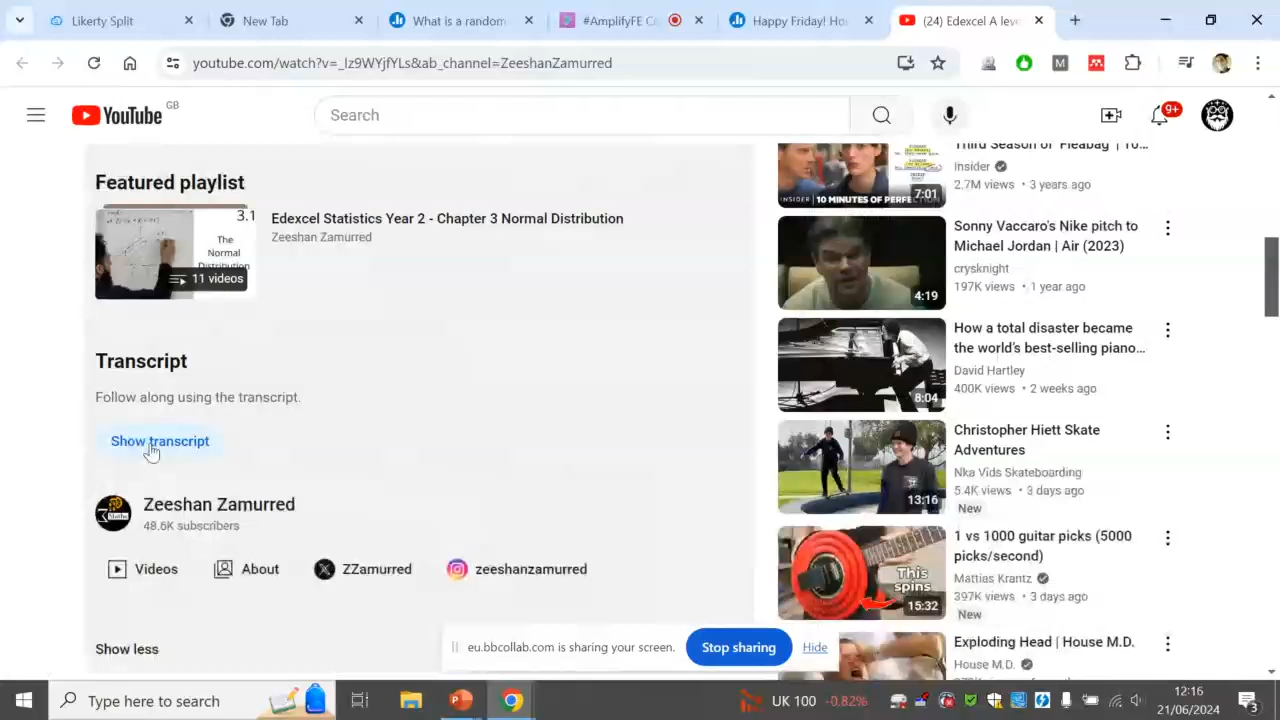 Likerty Split
New Tab
What is a random
#AmplifyFE C
Happy Friday! Ho
(24) Edexcel A lev
youtube.com/watch?v=_Iz9WYjfYLs&ab_channel=ZeeshanZamurred
M
YouTube
GB
Search
9+
Featured playlist
3.1
The
Normal
Distribution
11 videos
Edexcel Statistics Year 2 - Chapter 3 Normal Distribution
Zeeshan Zamurred
Transcript
Follow along using the transcript.
Show transcript
Zeeshan Zamurred
48.6K subscribers
Videos
About
ZZamurred
zeeshanzamurred
Show less
eu.bbcollab.com is sharing your screen.
Stop sharing
Hide
Third Season of 'Fleabag' | 10...
Insider
2.7M views • 3 years ago
7:01
INSIDER | 10 MINUTES OF PERFECTION
Sonny Vaccaro's Nike pitch to
Michael Jordan | Air (2023)
crysknight
197K views • 1 year ago
4:19
How a total disaster became
the world's best-selling piano...
David Hartley
400K views • 2 weeks ago
8:04
Christopher Hiett Skate
Adventures
Nka Vids Skateboarding
5.4K views • 3 days ago
New
13:16
1 vs 1000 guitar picks (5000
picks/second)
Mattias Krantz
397K views • 3 days ago
New
This
spins
15:32
Exploding Head | House M.D.
House M.D.
Type here to search
UK 100 -0.82%
12:16
21/06/2024
3